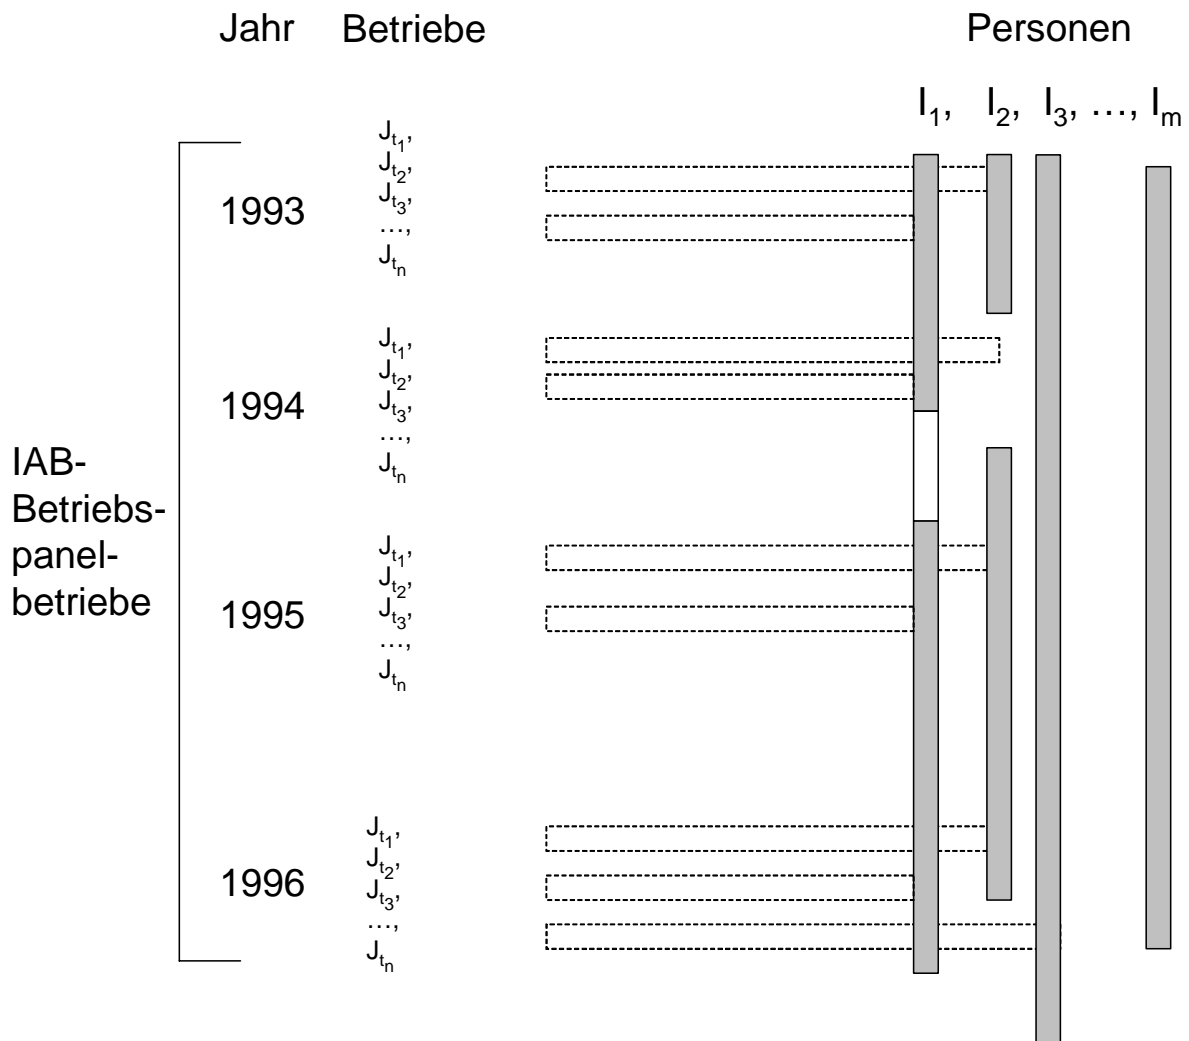 Jahr Betriebe Personen
I₁, I₂, I₃, …, Iₘ
IAB-
Betriebs-
panel-
betriebe
1993
Jₜ₁,
Jₜ₂,
Jₜ₃,
…,
Jₜₙ
1994
Jₜ₁,
Jₜ₂,
Jₜ₃,
…,
Jₜₙ
1995
Jₜ₁,
Jₜ₂,
Jₜ₃,
…,
Jₜₙ
1996
Jₜ₁,
Jₜ₂,
Jₜ₃,
…,
Jₜₙ